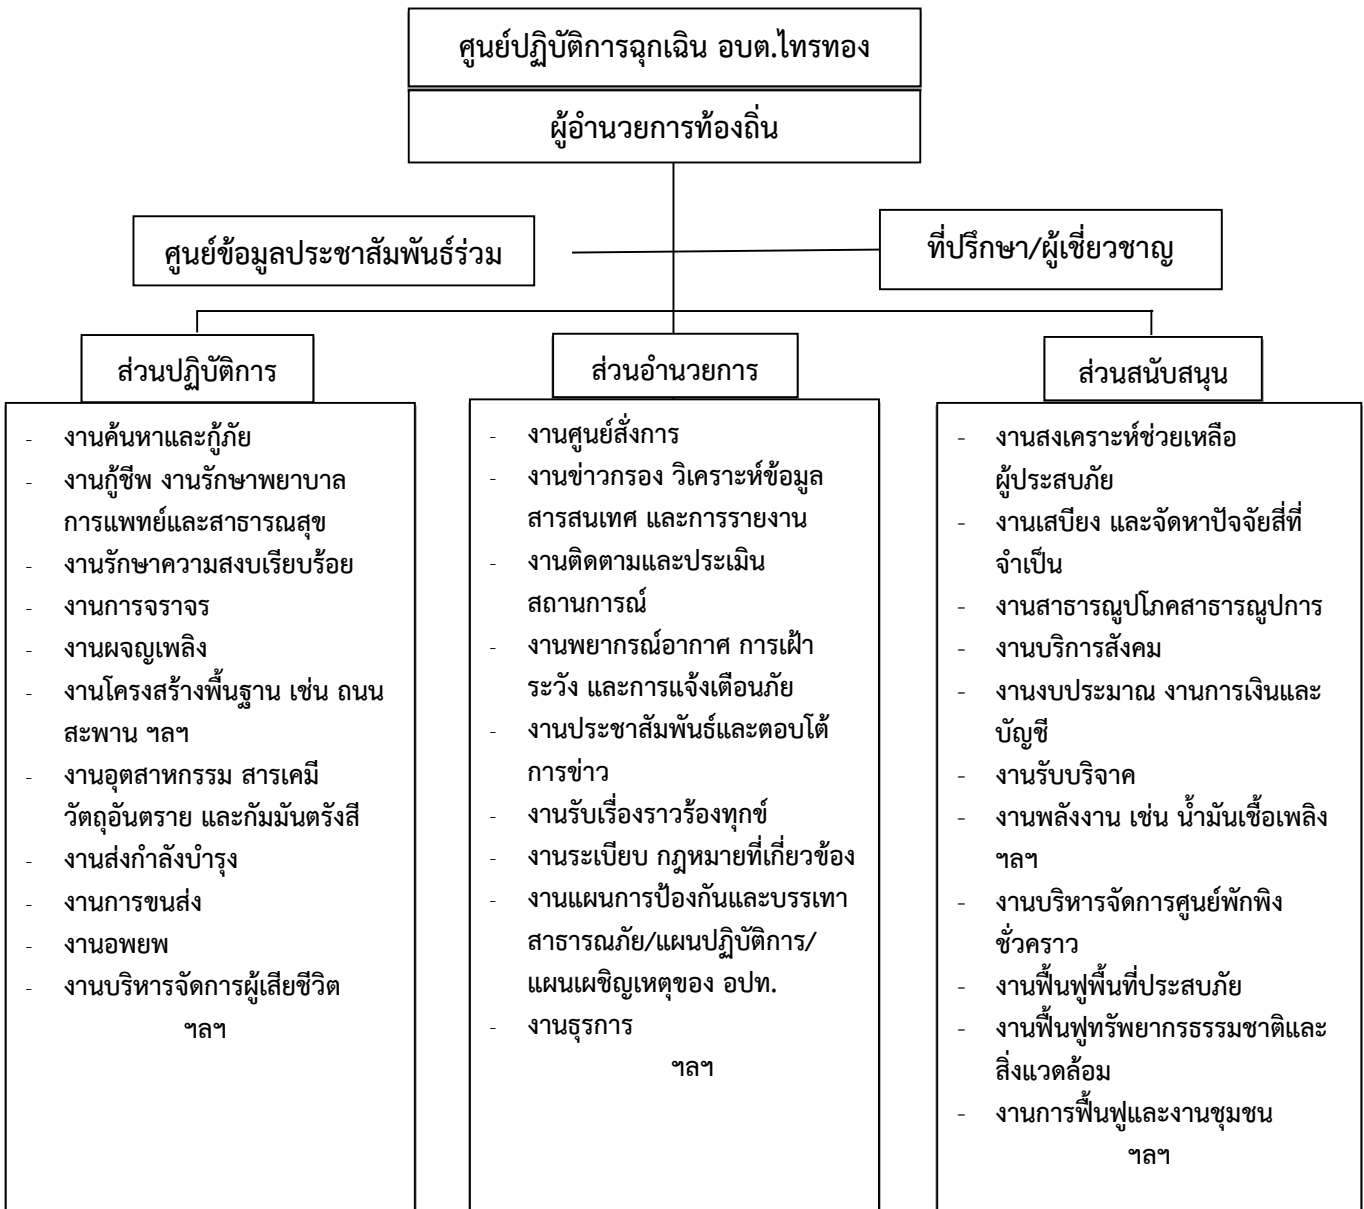 ศูนย์ปฏิบัติการฉุกเฉิน อบต.ไทรทอง
ผู้อำนวยการท้องถิ่น
ศูนย์ข้อมูลประชาสัมพันธ์ร่วม
ที่ปรึกษา/ผู้เชี่ยวชาญ
ส่วนปฏิบัติการ
- งานค้นหาและกู้ภัย
- งานกู้ชีพ งานรักษาพยาบาล
การแพทย์และสาธารณสุข
- งานรักษาความสงบเรียบร้อย
- งานการจราจร
- งานผจญเพลิง
- งานโครงสร้างพื้นฐาน เช่น ถนน
สะพาน ฯลฯ
- งานอุตสาหกรรม สารเคมี
วัตถุอันตราย และกัมมันตรังสี
- งานส่งกำลังบำรุง
- งานการขนส่ง
- งานอพยพ
- งานบริหารจัดการผู้เสียชีวิต
ฯลฯ
ส่วนอำนวยการ
- งานศูนย์สั่งการ
- งานข่าวกรอง วิเคราะห์ข้อมูล
สารสนเทศ และการรายงาน
- งานติดตามและประเมิน
สถานการณ์
- งานพยากรณ์อากาศ การเฝ้า
ระวัง และการแจ้งเตือนภัย
- งานประชาสัมพันธ์และตอบโต้
การข่าว
- งานรับเรื่องราวร้องทุกข์
- งานระเบียบ กฎหมายที่เกี่ยวข้อง
- งานแผนการป้องกันและบรรเทา
สาธารณภัย/แผนปฏิบัติการ/
แผนเผชิญเหตุของ อปท.
- งานธุรการ
ฯลฯ
ส่วนสนับสนุน
- งานสงเคราะห์ช่วยเหลือ
ผู้ประสบภัย
- งานเสบียง และจัดหาปัจจัยสี่ที่
จำเป็น
- งานสาธารณูปโภคสาธารณูปการ
- งานบริการสังคม
- งานงบประมาณ งานการเงินและ
บัญชี
- งานรับบริจาค
- งานพลังงาน เช่น น้ำมันเชื้อเพลิง
ฯลฯ
- งานบริหารจัดการศูนย์พักพิง
ชั่วคราว
- งานฟื้นฟูพื้นที่ประสบภัย
- งานฟื้นฟูทรัพยากรธรรมชาติและ
สิ่งแวดล้อม
- งานการฟื้นฟูและงานชุมชน
ฯลฯ